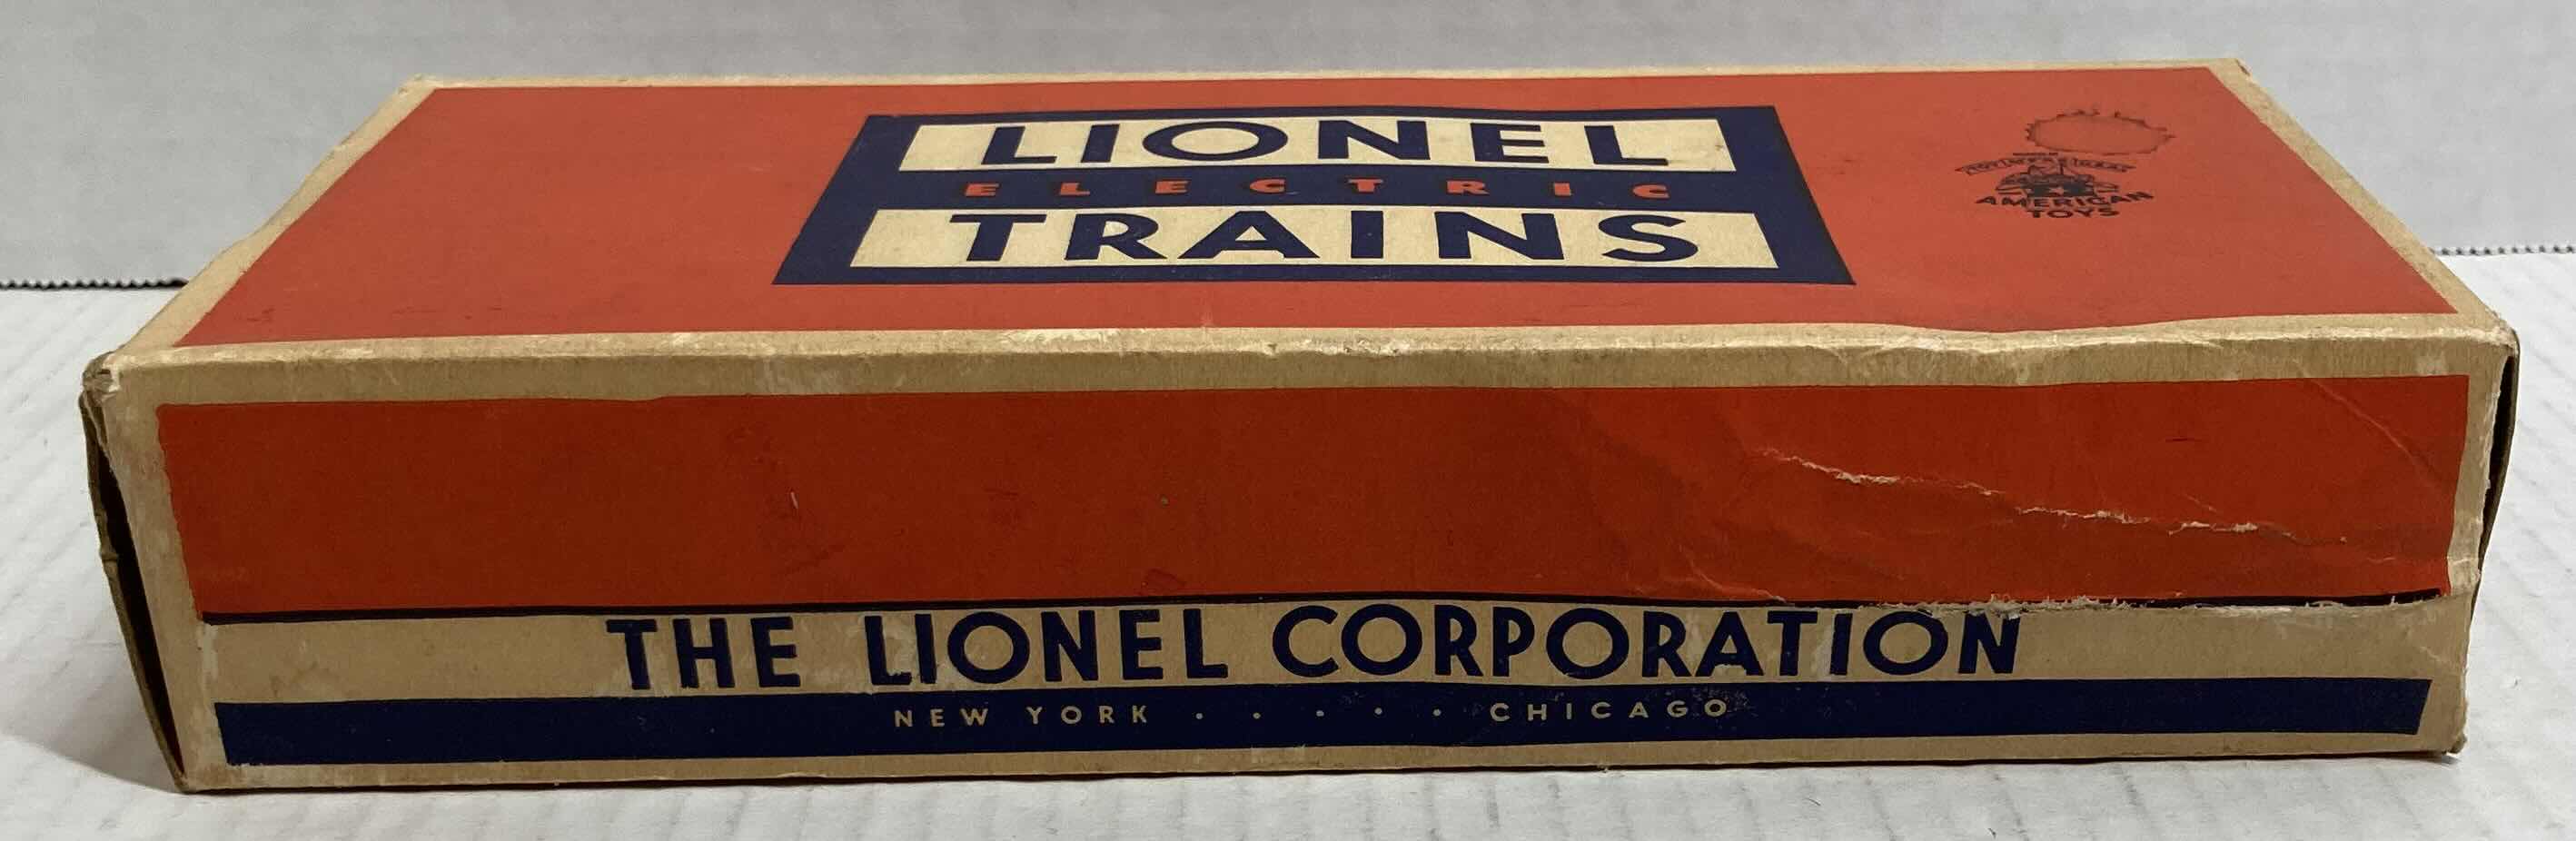 LIONEL
ELECTRIC
TRAINS
AMERICAN
TOYS
THE LIONEL CORPORATION
NEW YORK . . . . . CHICAGO